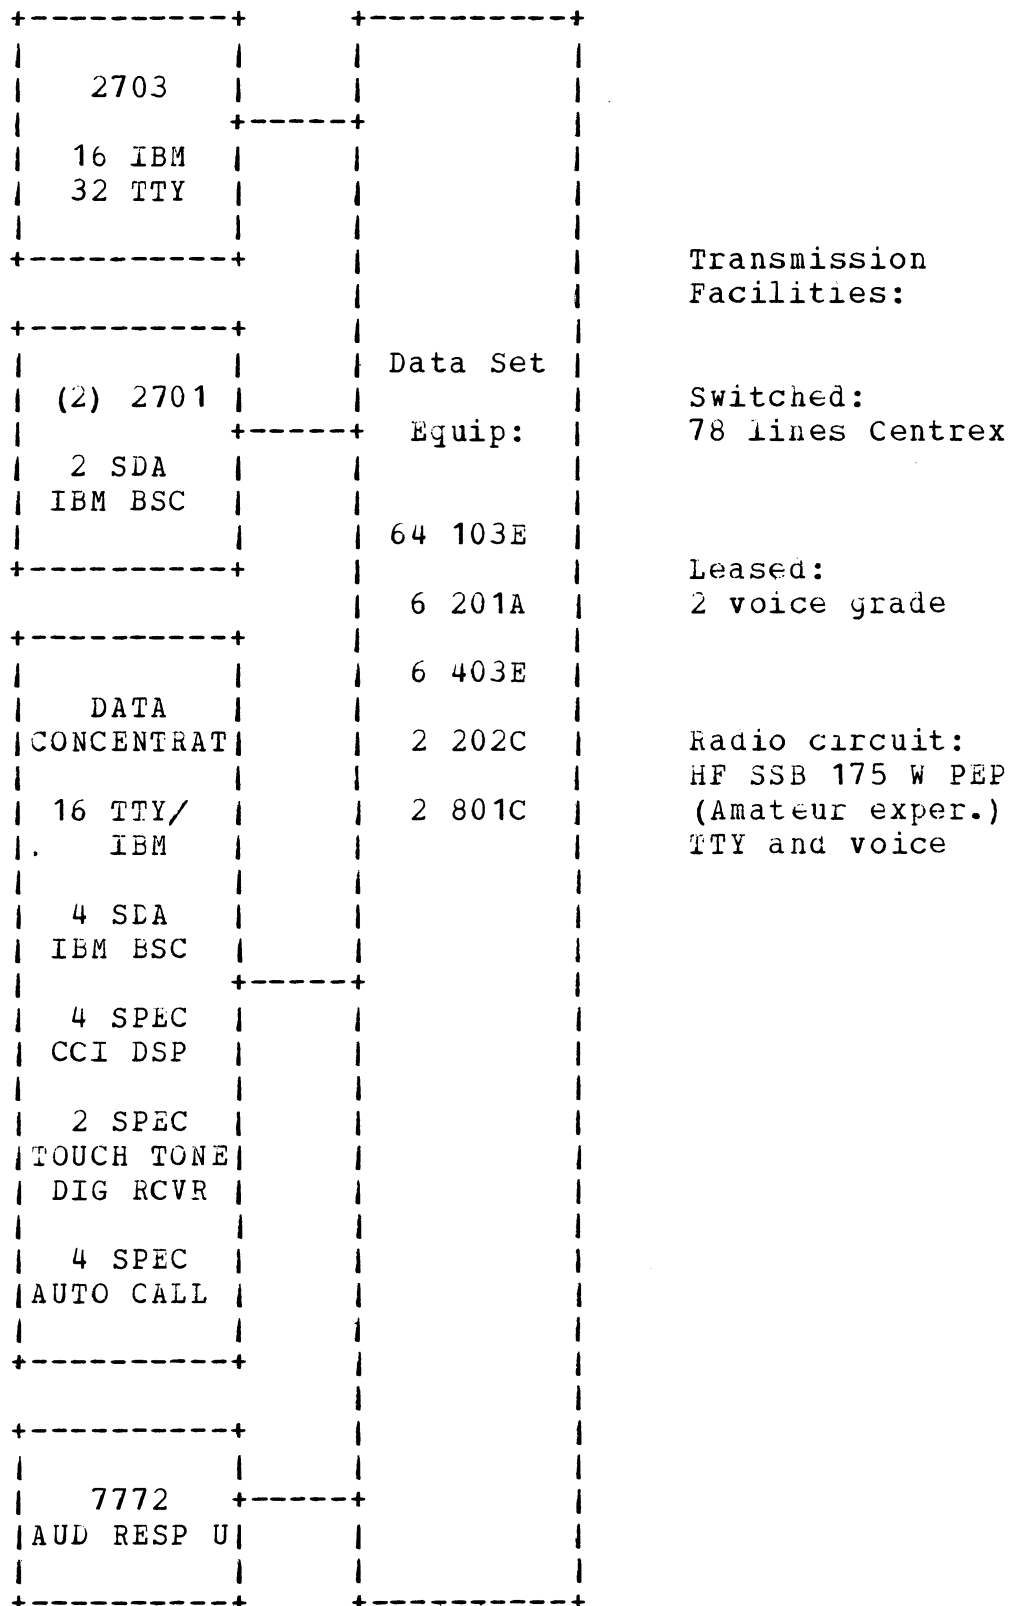 2703
16 IBM
32 TTY
(2) 2701
2 SDA
IBM BSC
DATA
CONCENTRAT
16 TTY/
IBM
4 SDA
IBM BSC
4 SPEC
CCI DSP
2 SPEC
TOUCH TONE
DIG RCVR
4 SPEC
AUTO CALL
7772
AUD RESP U
Data Set
Equip:
64 103E
6 201A
6 403E
2 202C
2 801C
Transmission
Facilities:
Switched:
78 lines Centrex
Leased:
2 voice grade
Radio circuit:
HF SSB 175 W PEP
(Amateur exper.)
TTY and voice